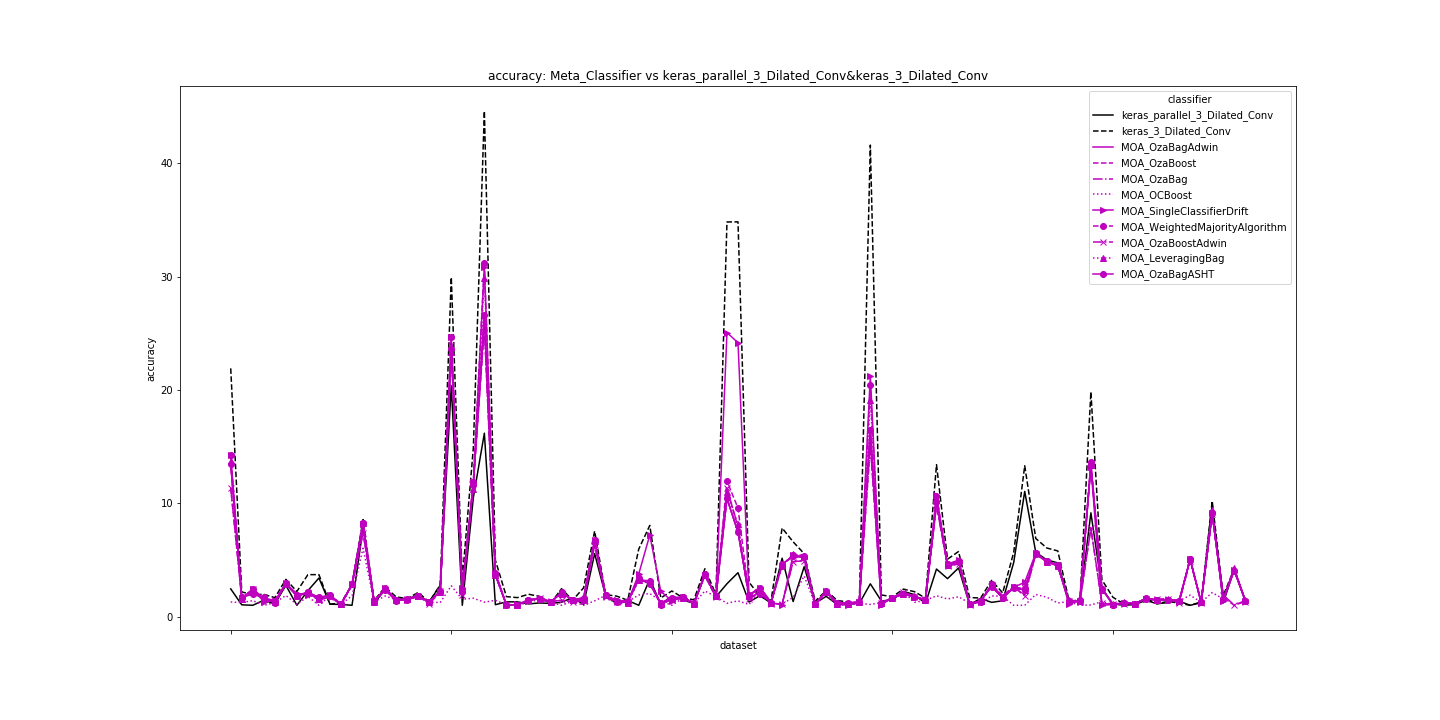 accuracy: Meta_Classifier vs keras_parallel_3_Dilated_Conv&keras_3_Dilated_Conv
classifier
keras_parallel_3_Dilated_Conv
keras_3_Dilated_Conv
MOA_OzaBagAdwin
MOA_OzaBoost
MOA_OzaBag
MOA_OCBoost
MOA_SingleClassifierDrift
MOA_WeightedMajorityAlgorithm
MOA_OzaBoostAdwin
MOA_LeveragingBag
MOA_OzaBagASHT
accuracy
40
30
20
10
0
dataset